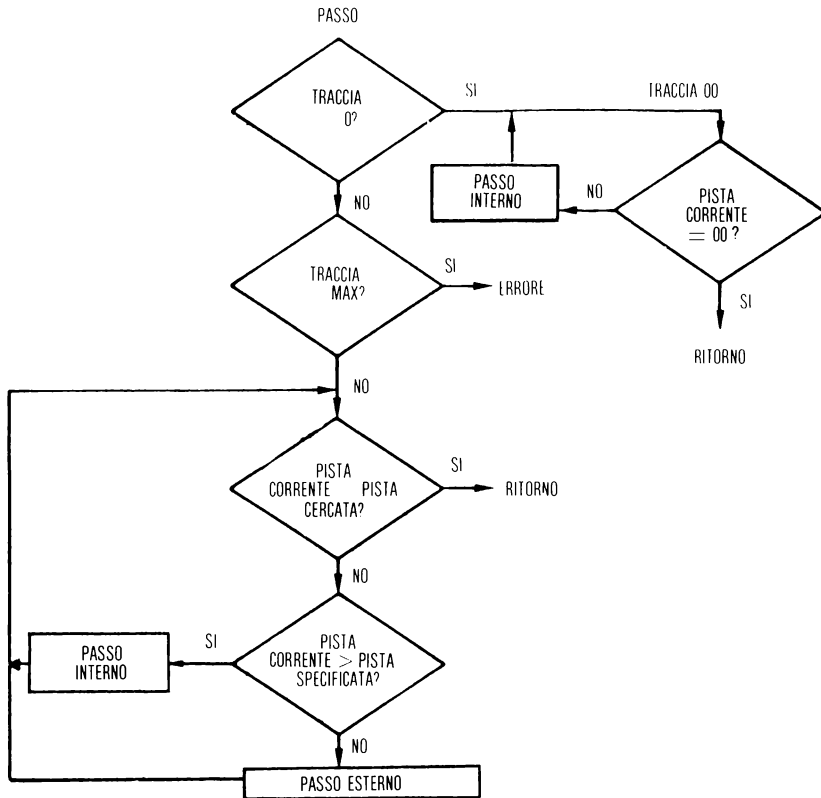 PASSO
TRACCIA
0?
SI
TRACCIA 00
PASSO
INTERNO
NO
PISTA
CORRENTE
= 00?
SI
RITORNO
NO
TRACCIA
MAX?
SI
ERRORE
NO
PISTA
CORRENTE PISTA
CERCATA?
SI
RITORNO
NO
PISTA
CORRENTE > PISTA
SPECIFICATA?
SI
PASSO
INTERNO
NO
PASSO ESTERNO